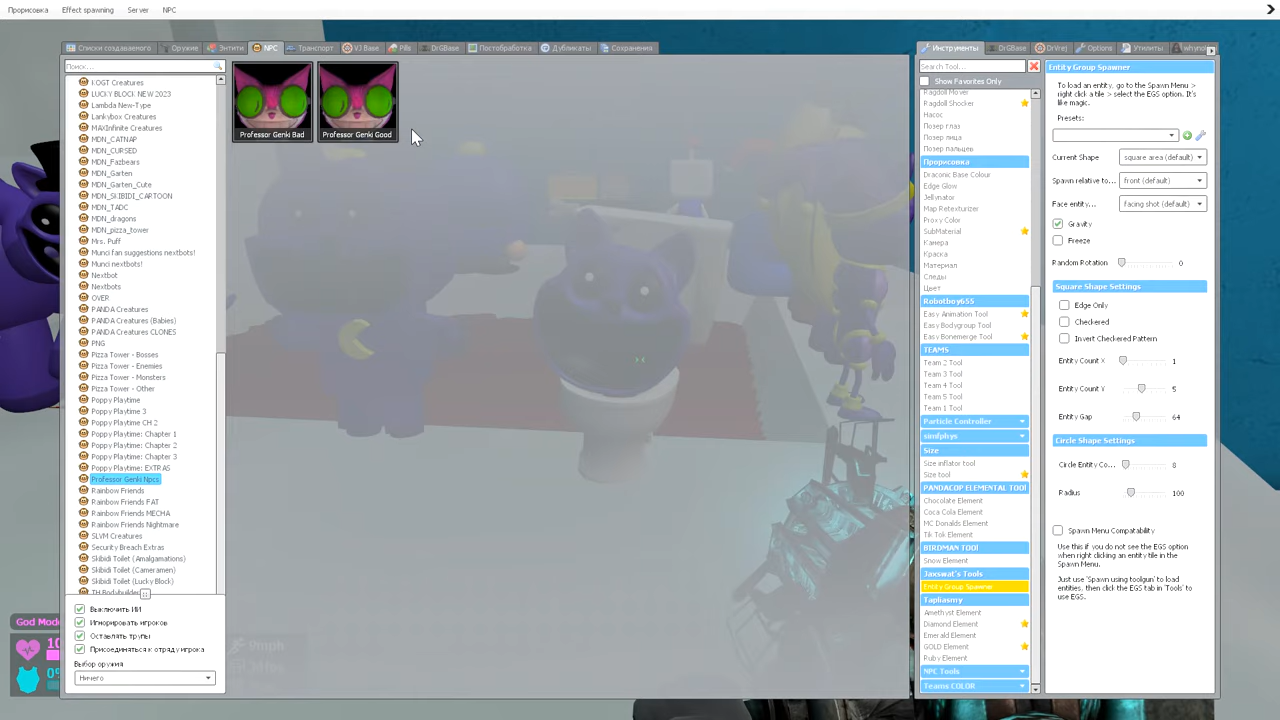 Прорисовка Effect spawning Server NPC
Списки создаваемого Оружие Энтити NPC Транспорт VJ Base Pills DrGBase Постобработка Дубликаты Сохранения
Поиск...
KOGT Creatures
LUCKY BLOCK NEW 2023
Lambda New-Type
Lankybox Creatures
MAXInfinite Creatures
MDN_CATNAP
MDN_CURSED
MDN_Fazbears
MDN_Garten
MDN_Garten_Cute
MDN_SKIBIDI_CARTOON
MDN_TADC
MDN_dragons
MDN_pizza_tower
Mrs. Puff
Munci fan suggestions nextbots!
Munci nextbots!
Nextbot
Nextbots
OVER
PANDA Creatures
PANDA Creatures (Babies)
PANDA Creatures CLONES
PNG
Pizza Tower - Bosses
Pizza Tower - Enemies
Pizza Tower - Monsters
Pizza Tower - Other
Poppy Playtime
Poppy Playtime 3
Poppy Playtime CH 2
Poppy Playtime: Chapter 1
Poppy Playtime: Chapter 2
Poppy Playtime: Chapter 3
Poppy Playtime: EXTRAS
Professor Genki Npcs
Rainbow Friends
Rainbow Friends FAT
Rainbow Friends MECHA
Rainbow Friends Nightmare
SLVM Creatures
Security Breach Extras
Skibidi Toilet (Amalgamations)
Skibidi Toilet (Cameramen)
Skibidi Toilet (Lucky Block)
Выключить ИИ
Игнорировать игроков
Оставлять трупы
Присоединяться к отряду игрока
Выбор оружия
Ничего
God Mode
Professor Genki Bad
Professor Genki Good
Инструменты DrGBase DrVrej Options Утилиты
Search Tool...
Show Favorites Only
Ragdoll Mover
Ragdoll Shocker
Насос
Позер глаз
Позер лица
Позер пальцев
Прорисовка
Draconic Base Colour
Edge Glow
Jellynator
Map Retexturizer
Proxy Color
SubMaterial
Камера
Краска
Материал
Следы
Цвет
Robotboy655
Easy Animation Tool
Easy Bodygroup Tool
Easy Bonemerge Tool
TEAMS
Team 2 Tool
Team 3 Tool
Team 4 Tool
Team 5 Tool
Team 1 Tool
Particle Controller
simfphys
Size
Size inflator tool
Size tool
PANDACOP ELEMENTAL TOOL
Chocolate Element
Coca Cola Element
MC Donalds Element
Tik Tok Element
BIRDMAN TOOL
Snow Element
Jaxswat's Tools
Entity Group Spawner
Tapliasmy
Amethyst Element
Diamond Element
Emerald Element
GOLD Element
Ruby Element
NPC Tools
Teams COLOR
Entity Group Spawner
To load an entity, go to the Spawn Menu >
right click a tile > select the EGS option. It's
like magic.
Presets:
Current Shape square area (default)
Spawn relative to... front (default)
Face entity... facing shot (default)
Gravity
Freeze
Random Rotation 0
Square Shape Settings
Edge Only
Checkered
Invert Checkered Pattern
Entity Count X 1
Entity Count Y 5
Entity Gap 64
Circle Shape Settings
Circle Entity Co... 8
Radius 100
Spawn Menu Compatability
Use this if you do not see the EGS option
when right clicking an entity tile in the
Spawn Menu.
Just use 'Spawn using toolgun' to load
entities, then click the EGS tab in 'Tools' to
use EGS.